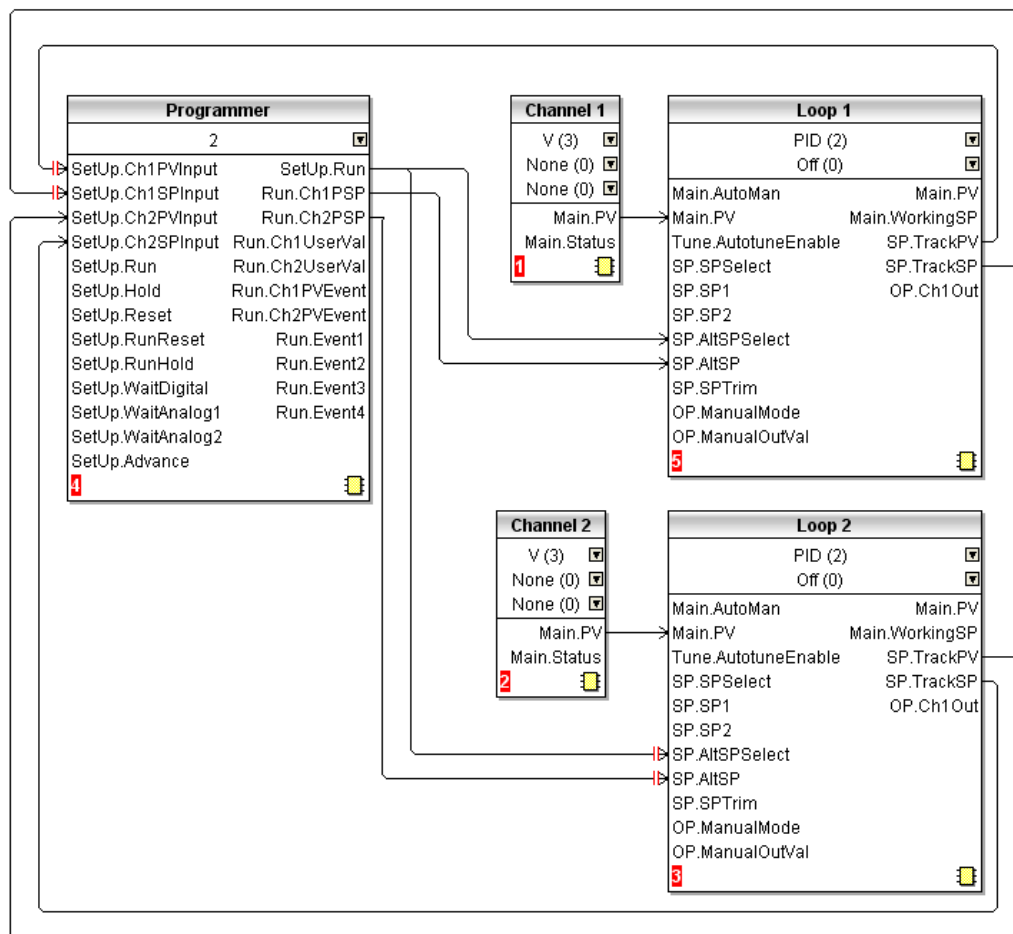 Programmer
2
SetUp.Ch1PVInput SetUp.Run
SetUp.Ch1SPInput Run.Ch1PSP
SetUp.Ch2PVInput Run.Ch2PSP
SetUp.Ch2SPInput Run.Ch1UserVal
SetUp.Run Run.Ch2UserVal
SetUp.Hold Run.Ch1PVEvent
SetUp.Reset Run.Ch2PVEvent
SetUp.RunReset Run.Event1
SetUp.RunHold Run.Event2
SetUp.WaitDigital Run.Event3
SetUp.WaitAnalog1 Run.Event4
SetUp.WaitAnalog2
SetUp.Advance
4
Channel 1
V (3)
None (0)
None (0)
Main.PV
Main.Status
1
Loop 1
PID (2)
Off (0)
Main.AutoMan Main.PV
Main.PV Main.WorkingSP
Tune.AutotuneEnable SP.TrackPV
SP.SPSelect SP.TrackSP
SP.SP1 OP.Ch1Out
SP.SP2
SP.AltSPSelect
SP.AltSP
SP.SPTrim
OP.ManualMode
OP.ManualOutVal
5
Channel 2
V (3)
None (0)
None (0)
Main.PV
Main.Status
2
Loop 2
PID (2)
Off (0)
Main.AutoMan Main.PV
Main.PV Main.WorkingSP
Tune.AutotuneEnable SP.TrackPV
SP.SPSelect SP.TrackSP
SP.SP1 OP.Ch1Out
SP.SP2
SP.AltSPSelect
SP.AltSP
SP.SPTrim
OP.ManualMode
OP.ManualOutVal
3